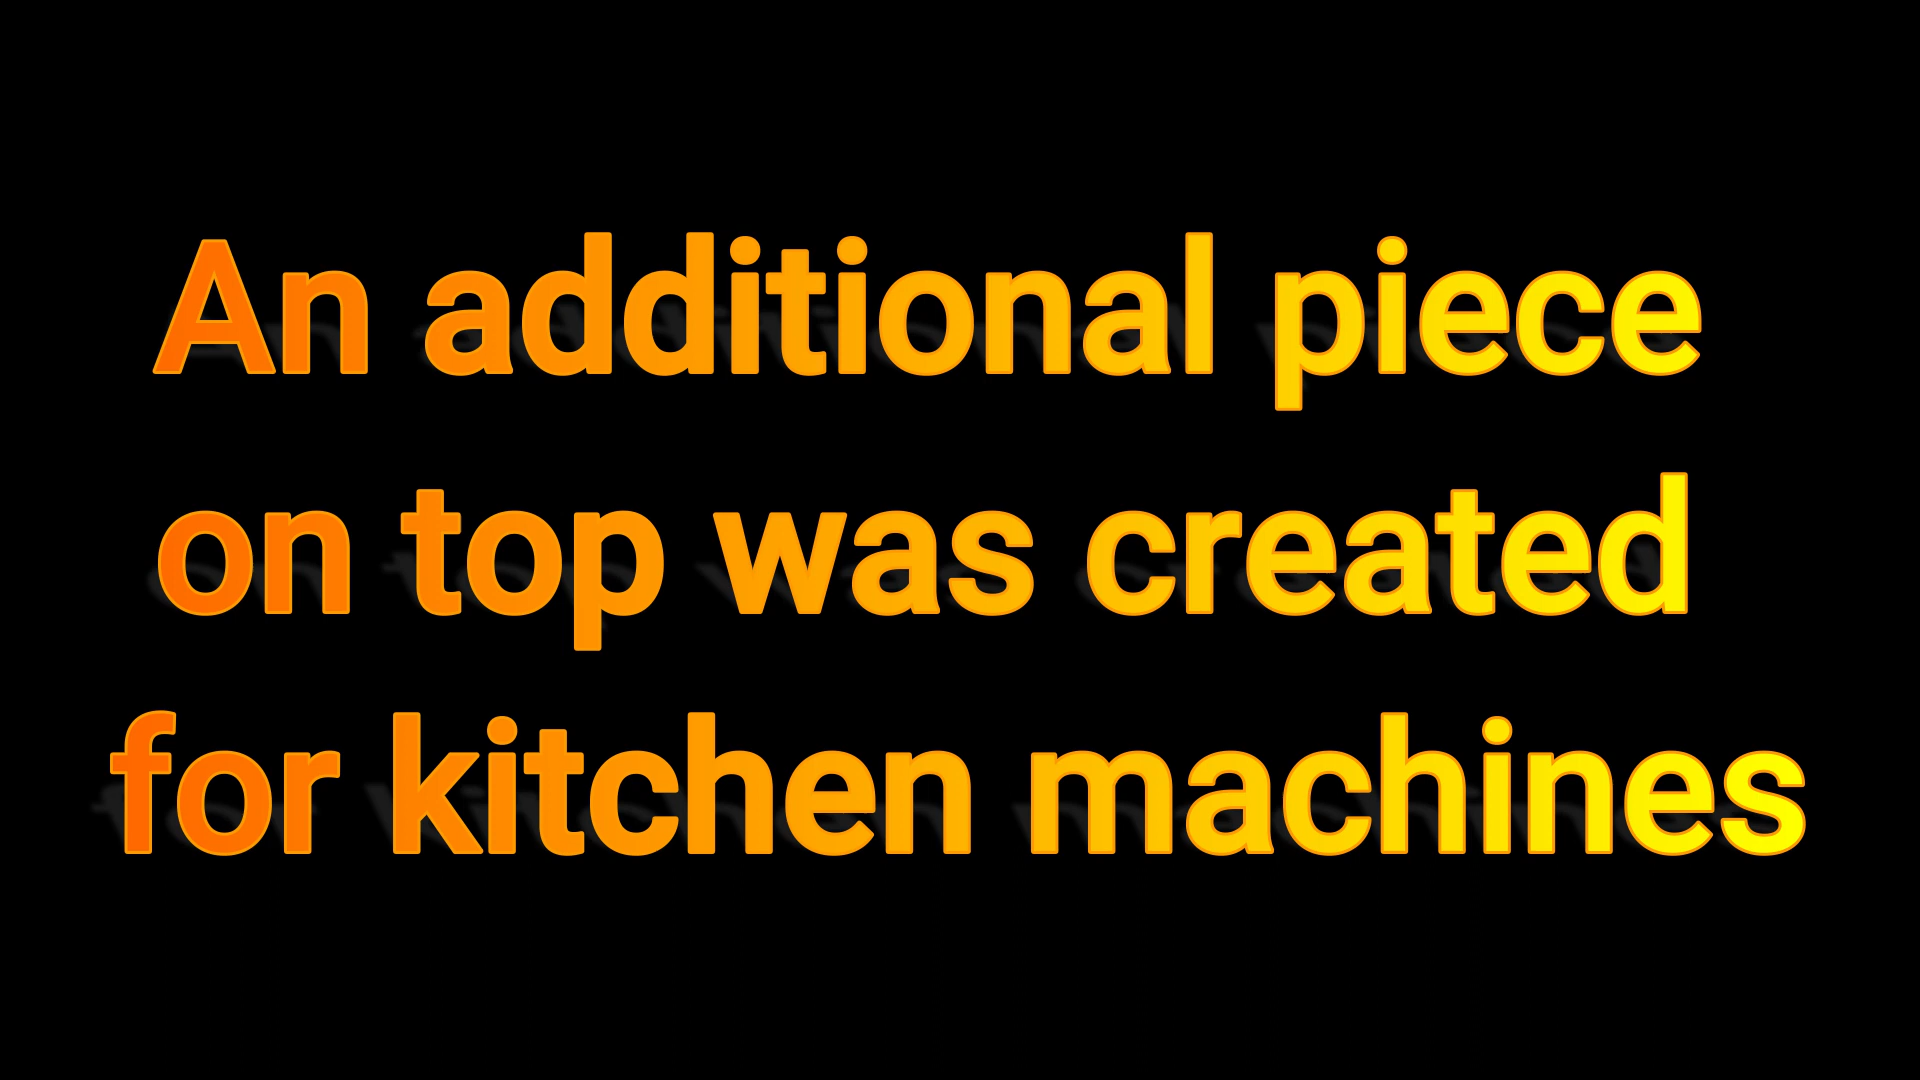 An additional piece
on top was created
for kitchen machines